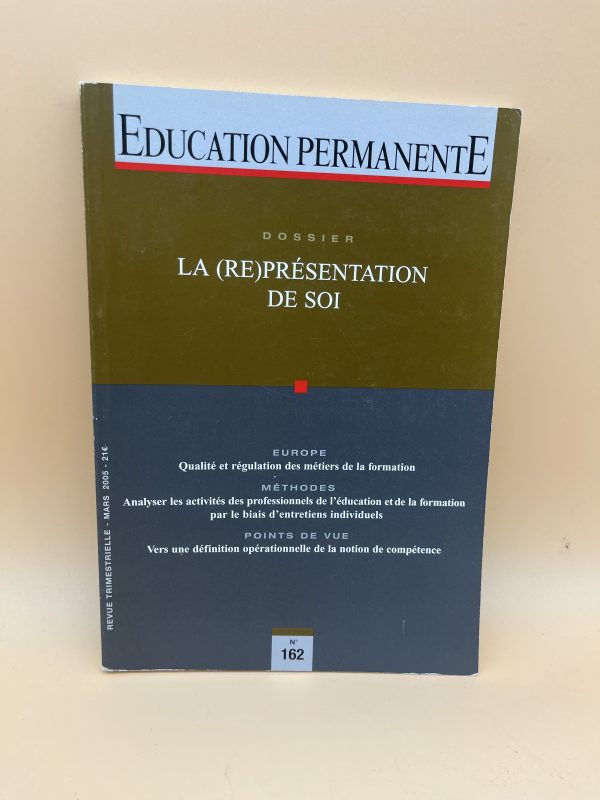 EDUCATION PERMANENTE
DOSSIER
LA (RE)PRÉSENTATION
DE SOI
EUROPE
Qualité et régulation des métiers de la formation
MÉTHODES
Analyser les activités des professionnels de l'éducation et de la formation
par le biais d'entretiens individuels
POINTS DE VUE
Vers une définition opérationnelle de la notion de compétence
REVUE TRIMESTRIELLE - MARS 2005 - 21€
N°
162